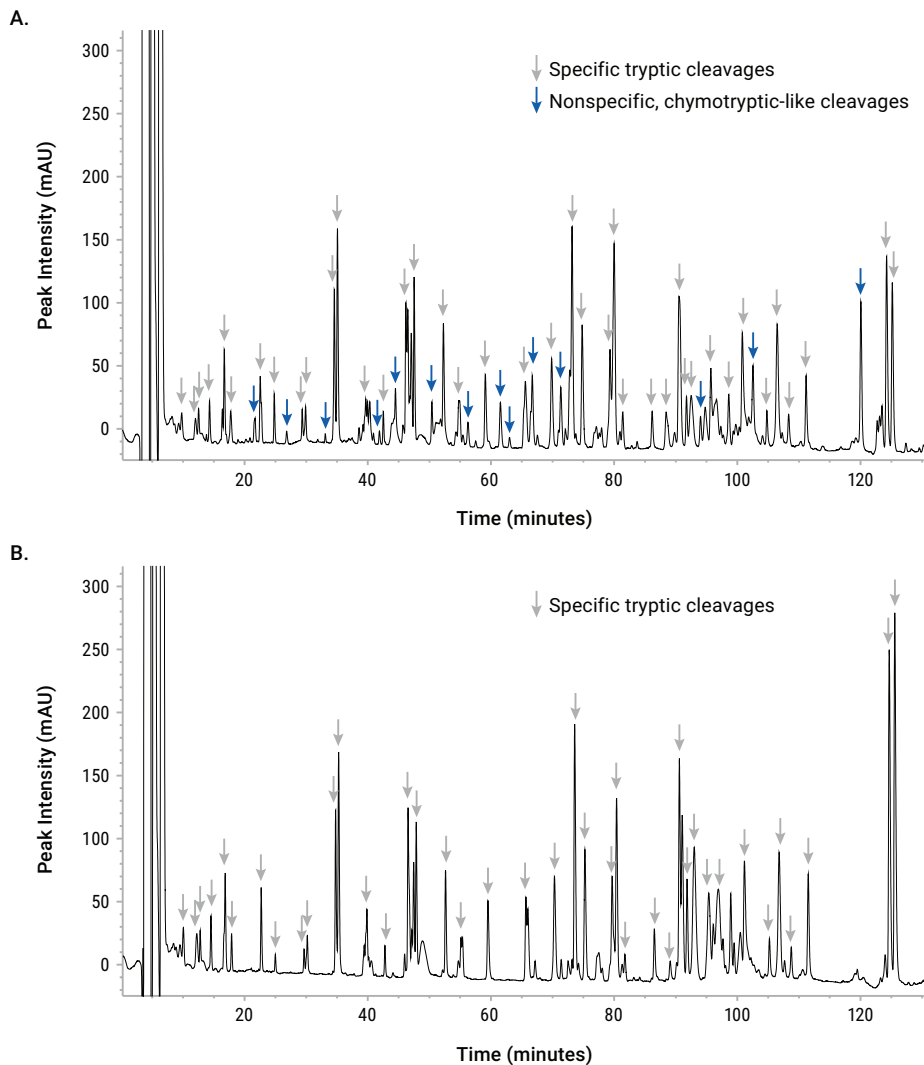 A.
300
250
200
150
100
50
0
Peak Intensity (mAU)
Specific tryptic cleavages
Nonspecific, chymotryptic-like cleavages
20 40 60 80 100 120
Time (minutes)
B.
300
250
200
150
100
50
0
Peak Intensity (mAU)
Specific tryptic cleavages
20 40 60 80 100 120
Time (minutes)